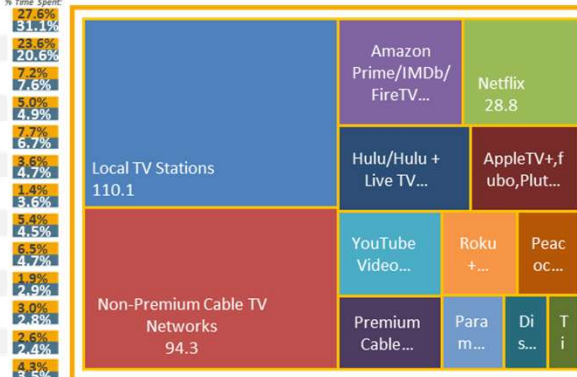 % Time Spent:
27.6%
31.1%
23.6%
20.6%
7.2%
7.6%
5.0%
4.9%
7.7%
6.7%
3.6%
4.7%
1.4%
3.6%
5.4%
4.5%
6.5%
4.7%
1.9%
2.9%
3.0%
2.8%
2.6%
2.4%
4.3%
3.5%
Local TV Stations
110.1
Non-Premium Cable TV
Networks
94.3
Amazon
Prime/IMDb/
FireTV...
Netflix
28.8
Hulu/Hulu +
Live TV...
AppleTV+,f
ubo,Plut...
YouTube
Video...
Roku
+...
Peac
oc...
Premium
Cable...
Para
m...
Dis
s...
T
i